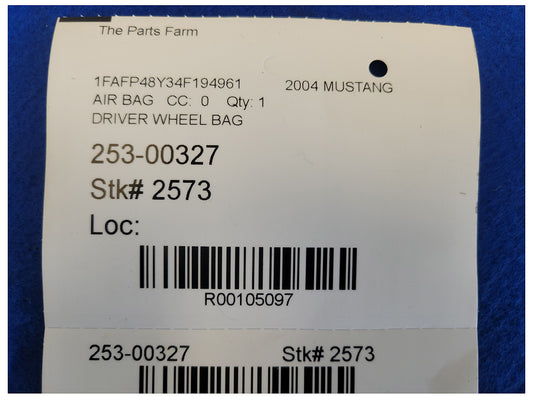 The Parts Farm
1FAFP48Y34F194961 2004 MUSTANG
AIR BAG CC: 0 Qty: 1
DRIVER WHEEL BAG
253-00327
Stk# 2573
Loc:
R00105097
253-00327 Stk# 2573